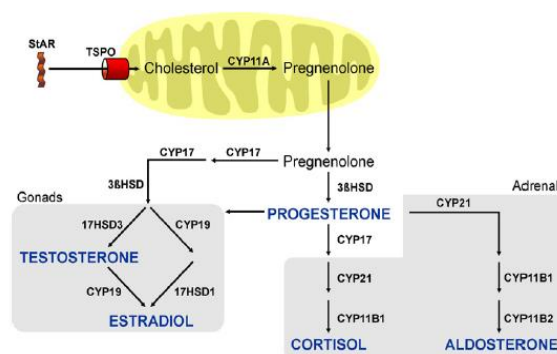 StAR
TSPO
Cholesterol
CYP11A
Pregnenolone
CYP17
CYP17
Pregnenolone
3ßHSD
3ßHSD
Gonads
Adrenal
CYP21
17HSD3
CYP19
PROGESTERONE
TESTOSTERONE
CYP17
CYP19
17HSD1
CYP21
CYP11B1
ESTRADIOL
CYP11B1
CYP11B2
CORTISOL
ALDOSTERONE